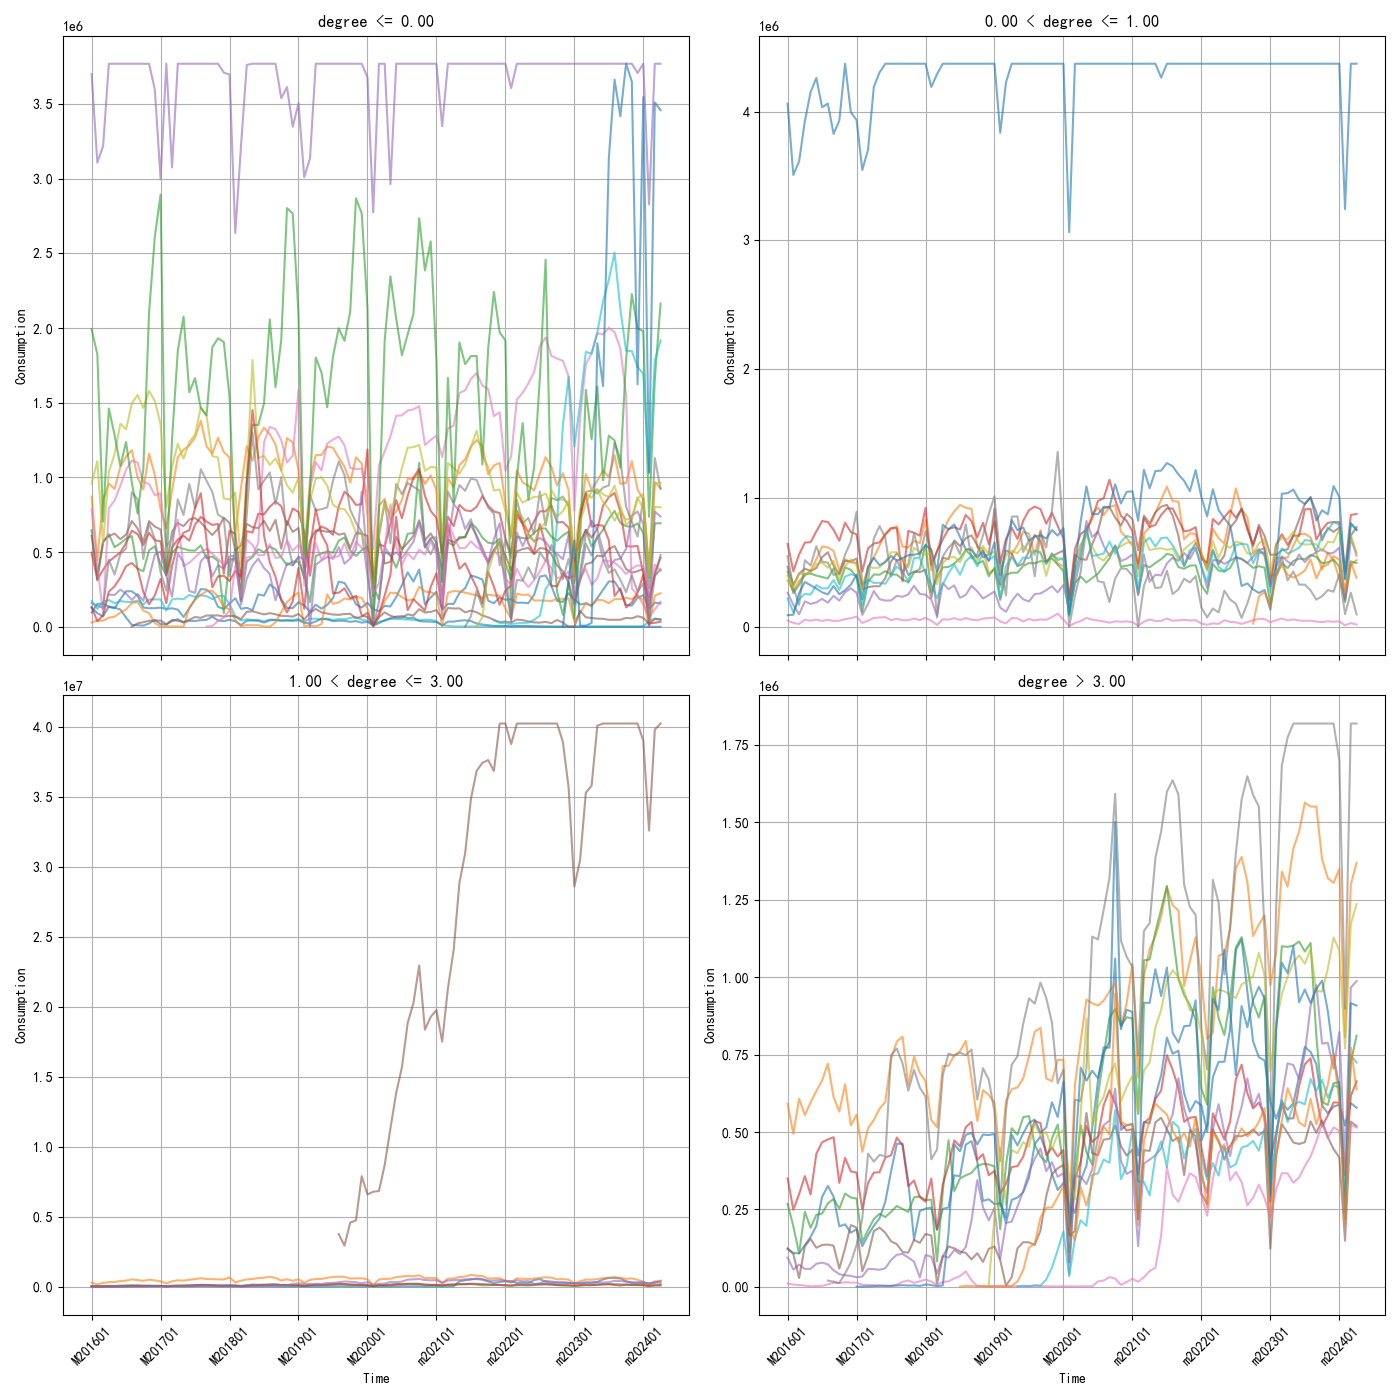 degree <= 0.00
1e6
Consumption
3.5
3.0
2.5
2.0
1.5
1.0
0.5
0.0
0.00 < degree <= 1.00
1e6
Consumption
4
3
2
1
0
1.00 < degree <= 3.00
1e7
Consumption
4.0
3.5
3.0
2.5
2.0
1.5
1.0
0.5
0.0
M201601
M201701
M201801
M201901
M202001
m202101
m202201
m202301
m202401
Time
degree > 3.00
1e6
Consumption
1.75
1.50
1.25
1.00
0.75
0.50
0.25
0.00
M201601
M201701
M201801
M201901
M202001
m202101
m202201
m202301
m202401
Time